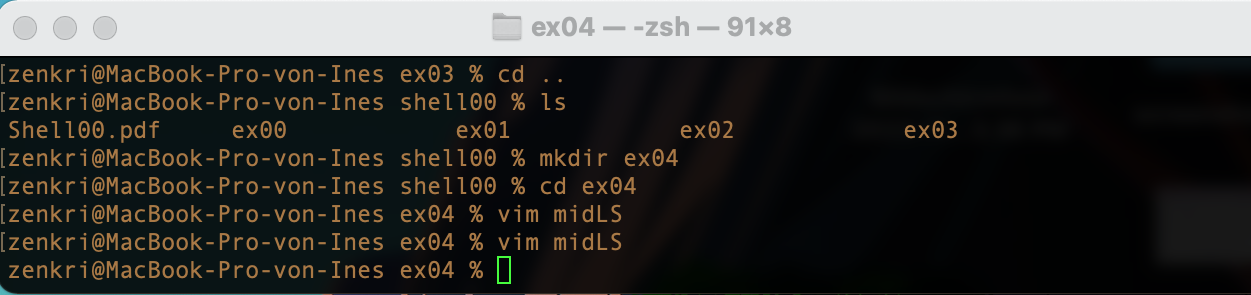 ex04 — -zsh — 91×8
[zenkri@MacBook-Pro-von-Ines ex03 % cd ..
[zenkri@MacBook-Pro-von-Ines shell00 % ls
Shell00.pdf ex00 ex01 ex02 ex03
[zenkri@MacBook-Pro-von-Ines shell00 % mkdir ex04
[zenkri@MacBook-Pro-von-Ines shell00 % cd ex04
[zenkri@MacBook-Pro-von-Ines ex04 % vim midLS
[zenkri@MacBook-Pro-von-Ines ex04 % vim midLS
zenkri@MacBook-Pro-von-Ines ex04 %